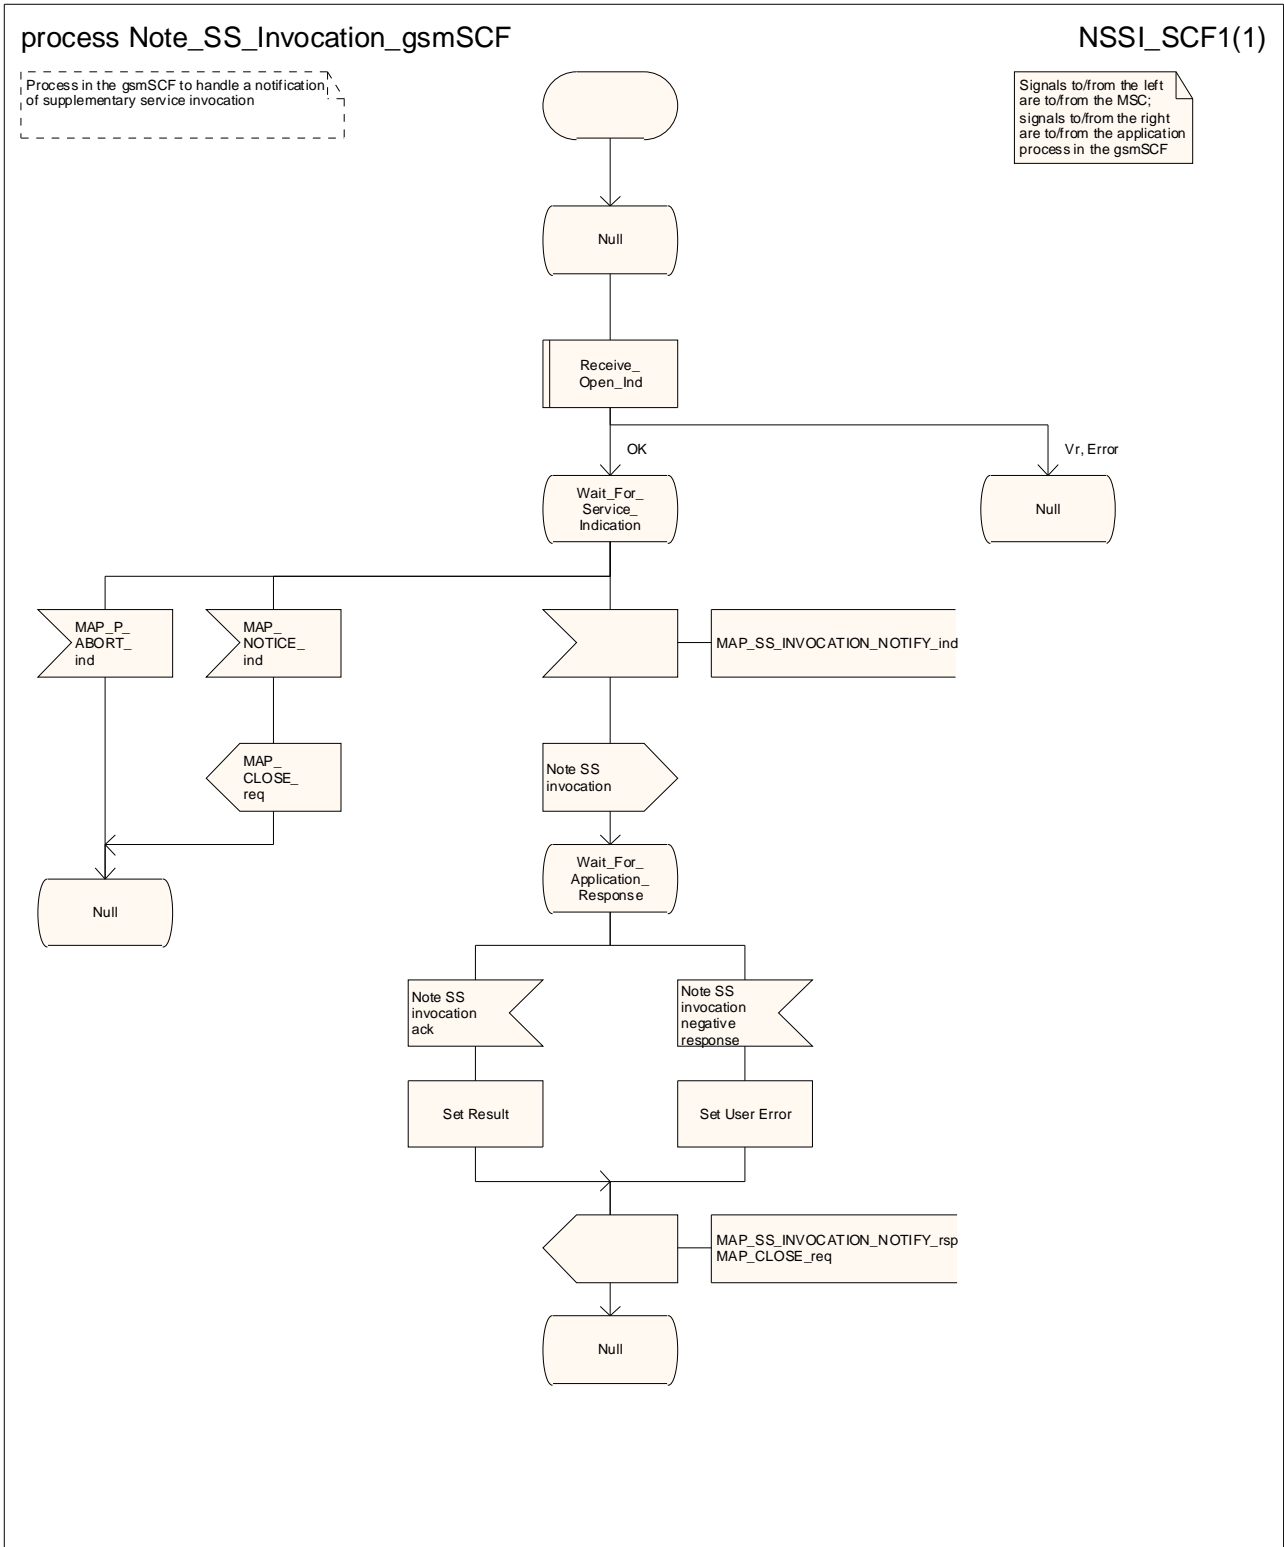 process Note_SS_Invocation_gsmSCF
NSSI_SCF1(1)
Process in the gsmSCF to handle a notification
of supplementary service invocation
Signals to/from the left
are to/from the MSC;
signals to/from the right
are to/from the application
process in the gsmSCF
Null
Receive_
Open_Ind
OK
Vr, Error
Wait_For_
Service_
Indication
Null
MAP_P_
ABORT_
ind
MAP_
NOTICE_
ind
MAP_SS_INVOCATION_NOTIFY_ind
MAP_
CLOSE_
req
Note SS
invocation
Wait_For_
Application_
Response
Null
Note SS
invocation
ack
Note SS
invocation
negative
response
Set Result
Set User Error
MAP_SS_INVOCATION_NOTIFY_rsp
MAP_CLOSE_req
Null